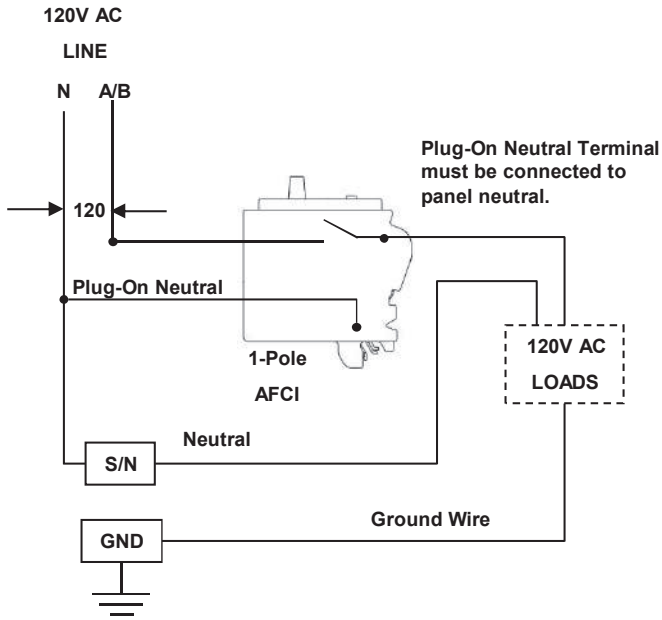 120V AC
LINE
N A/B
Plug-On Neutral Terminal
must be connected to
panel neutral.
120
Plug-On Neutral
1-Pole
AFCI
120V AC
LOADS
Neutral
S/N
Ground Wire
GND